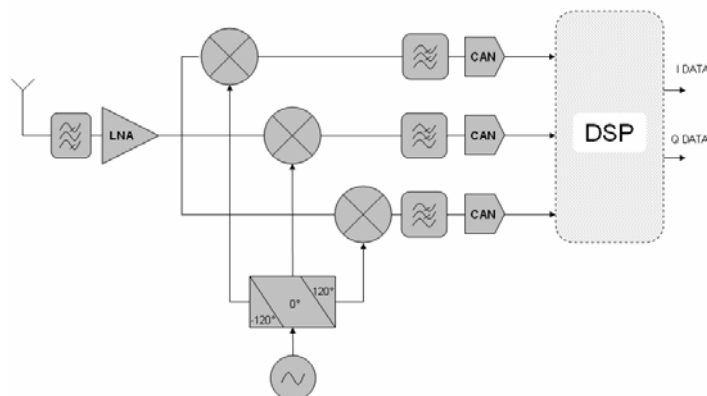 CAN
I DATA
LNA
CAN
DSP
Q DATA
CAN
-120°
0°
120°